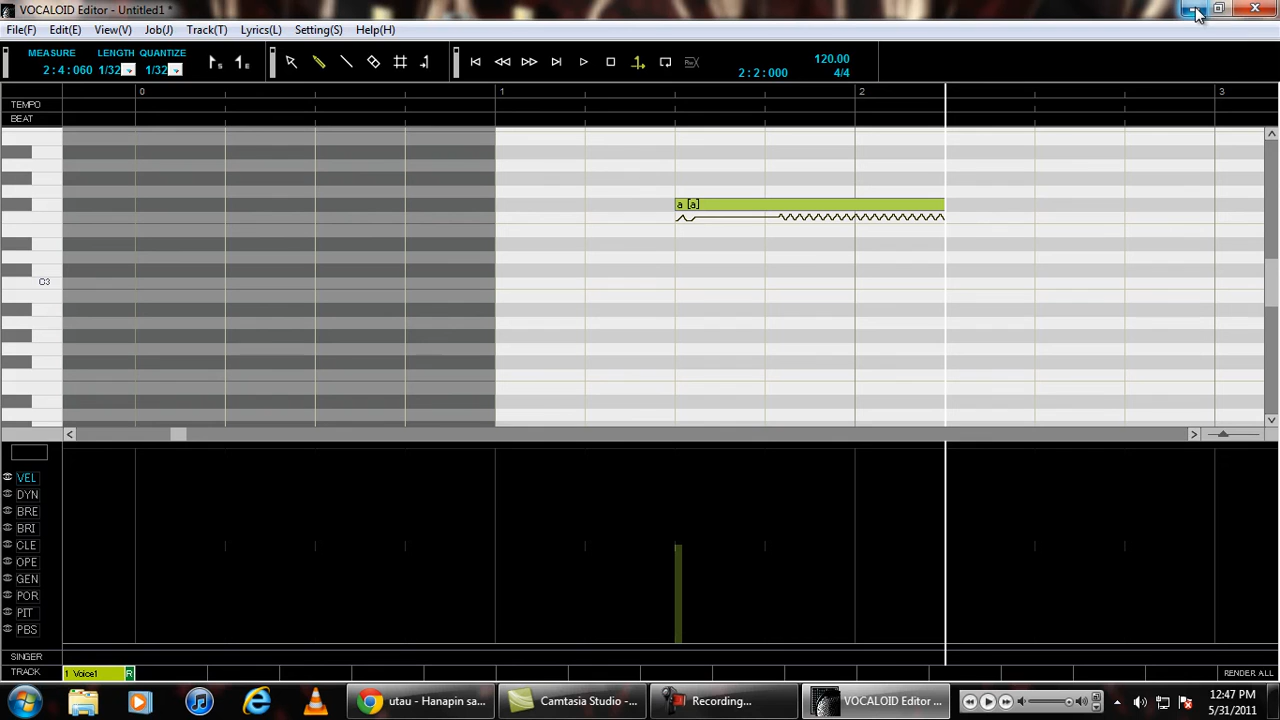 VOCALOID Editor - Untitled1 *
File(F) Edit(E) View(V) Job(J) Track(T) Lyrics(L) Setting(S) Help(H)
MEASURE LENGTH QUANTIZE
2:4:060 1/32 1/32
2:2:000 120.00
4/4
0 1 2 3
TEMPO
BEAT
a [a]
C3
VEL
DYN
BRE
BRI
CLE
OPE
GEN
POR
PIT
PBS
SINGER
TRACK 1 Voice1 R RENDER ALL
utau - Hanapin sa... Camtasia Studio -... Recording... VOCALOID Editor ... 12:47 PM
5/31/2011